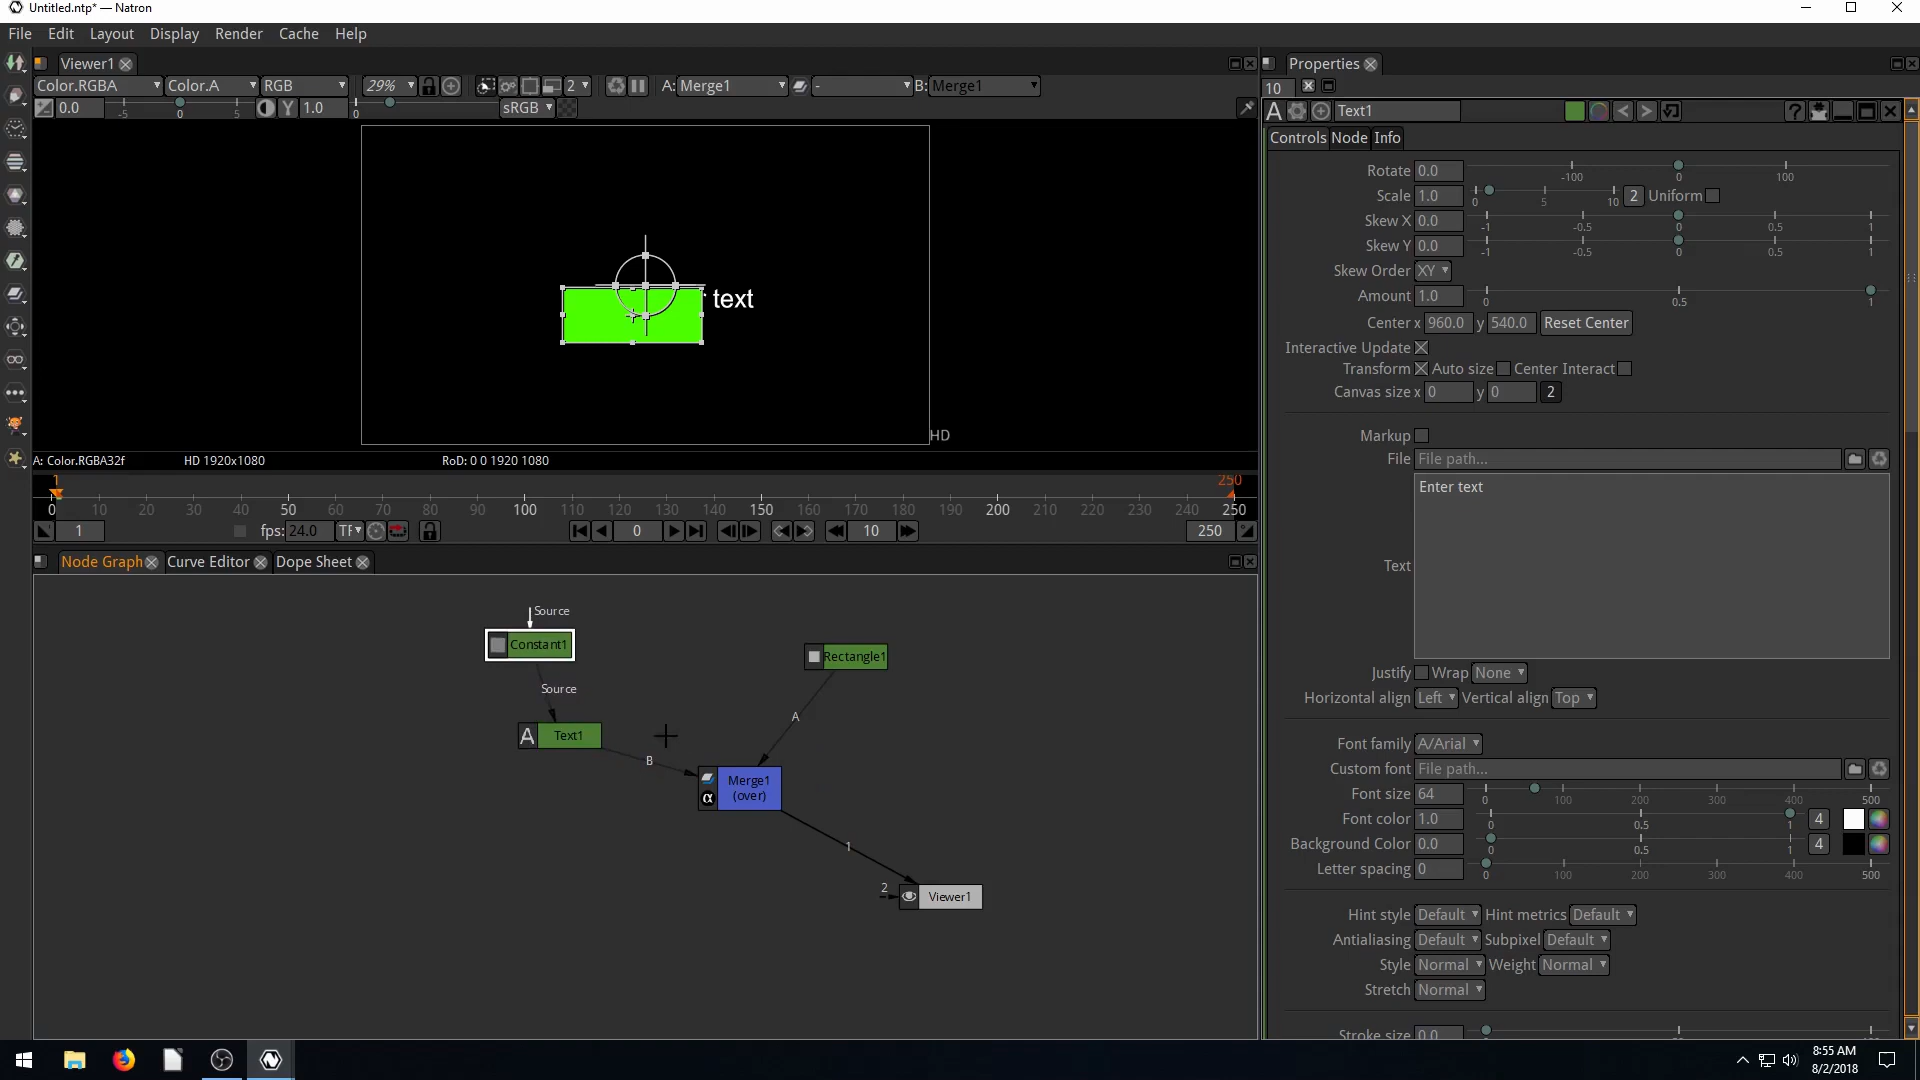 Untitled.ntp* — Natron
File Edit Layout Display Render Cache Help
Viewer1
Color.RGBA Color.A RGB 29% 2 A: Merge1 - B: Merge1
0.0 -5 0 5 Y 1.0 0 sRGB
text
HD
A: Color.RGBA32f HD 1920x1080 RoD: 0 0 1920 1080
1 250
0 10 20 30 40 50 60 70 80 90 100 110 120 130 140 150 160 170 180 190 200 210 220 230 240 250
1 fps: 24.0 TF 0 10 250
Node Graph Curve Editor Dope Sheet
Source
Constant1
Source
A Text1
B
Rectangle1
A
Merge1
(over)
α
1
2
Viewer1
Properties
10
A Text1 ?
Controls Node Info
Rotate 0.0 -100 0 100
Scale 1.0 0 5 10 2 Uniform
Skew X 0.0 -1 -0.5 0 0.5 1
Skew Y 0.0 -1 -0.5 0 0.5 1
Skew Order XY
Amount 1.0 0 0.5 1
Center x 960.0 y 540.0 Reset Center
Interactive Update
Transform Auto size Center Interact
Canvas size x 0 y 0 2
Markup
File File path...
Enter text
Text
Justify Wrap None
Horizontal align Left Vertical align Top
Font family A/Arial
Custom font File path...
Font size 64 0 100 200 300 400 500
Font color 1.0 0 0.5 1 4
Background Color 0.0 0 0.5 1 4
Letter spacing 0 0 100 200 300 400 500
Hint style Default Hint metrics Default
Antialiasing Default Subpixel Default
Style Normal Weight Normal
Stretch Normal
Stroke size 0.0
8:55 AM
8/2/2018